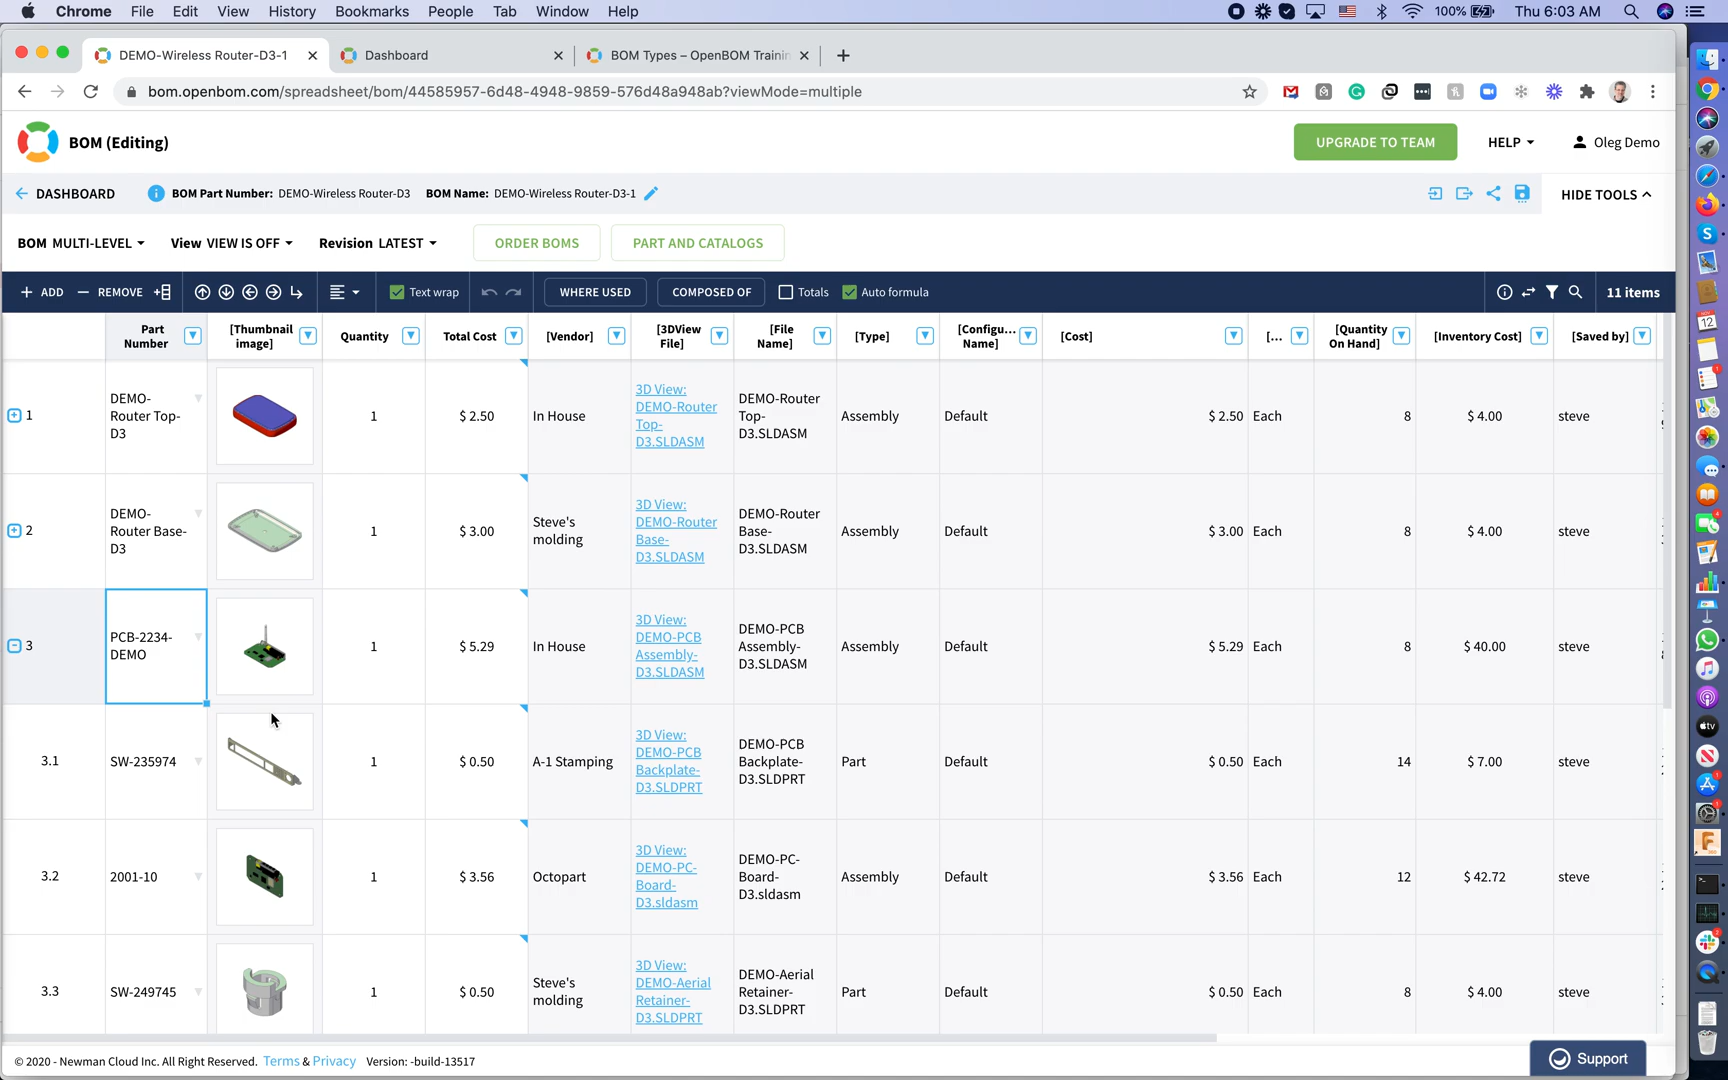 Chrome File Edit View History Bookmarks People Tab Window Help 100% Thu 6:03 AM
DEMO-Wireless Router-D3-1 Dashboard BOM Types – OpenBOM Trainin
bom.openbom.com/spreadsheet/bom/44585957-6d48-4948-9859-576d48a948ab?viewMode=multiple
BOM (Editing) UPGRADE TO TEAM HELP Oleg Demo
DASHBOARD BOM Part Number: DEMO-Wireless Router-D3 BOM Name: DEMO-Wireless Router-D3-1 HIDE TOOLS
BOM MULTI-LEVEL View VIEW IS OFF Revision LATEST ORDER BOMS PART AND CATALOGS
ADD REMOVE Text wrap WHERE USED COMPOSED OF Totals Auto formula 11 items
Part Number [Thumbnail image] Quantity Total Cost [Vendor] [3DView File] [File Name] [Type] [Configu... Name] [Cost] [... [Quantity On Hand] [Inventory Cost] [Saved by]
1 DEMO-Router Top-D3 1 $ 2.50 In House 3D View: DEMO-Router Top-D3.SLDASM DEMO-Router Top-D3.SLDASM Assembly Default $ 2.50 Each 8 $ 4.00 steve
2 DEMO-Router Base-D3 1 $ 3.00 Steve's molding 3D View: DEMO-Router Base-D3.SLDASM DEMO-Router Base-D3.SLDASM Assembly Default $ 3.00 Each 8 $ 4.00 steve
3 PCB-2234-DEMO 1 $ 5.29 In House 3D View: DEMO-PCB Assembly-D3.SLDASM DEMO-PCB Assembly-D3.SLDASM Assembly Default $ 5.29 Each 8 $ 40.00 steve
3.1 SW-235974 1 $ 0.50 A-1 Stamping 3D View: DEMO-PCB Backplate-D3.SLDPRT DEMO-PCB Backplate-D3.SLDPRT Part Default $ 0.50 Each 14 $ 7.00 steve
3.2 2001-10 1 $ 3.56 Octopart 3D View: DEMO-PC-Board-D3.sldasm DEMO-PC-Board-D3.sldasm Assembly Default $ 3.56 Each 12 $ 42.72 steve
3.3 SW-249745 1 $ 0.50 Steve's molding 3D View: DEMO-Aerial Retainer-D3.SLDPRT DEMO-Aerial Retainer-D3.SLDPRT Part Default $ 0.50 Each 8 $ 4.00 steve
© 2020 - Newman Cloud Inc. All Right Reserved. Terms & Privacy Version: -build-13517 Support